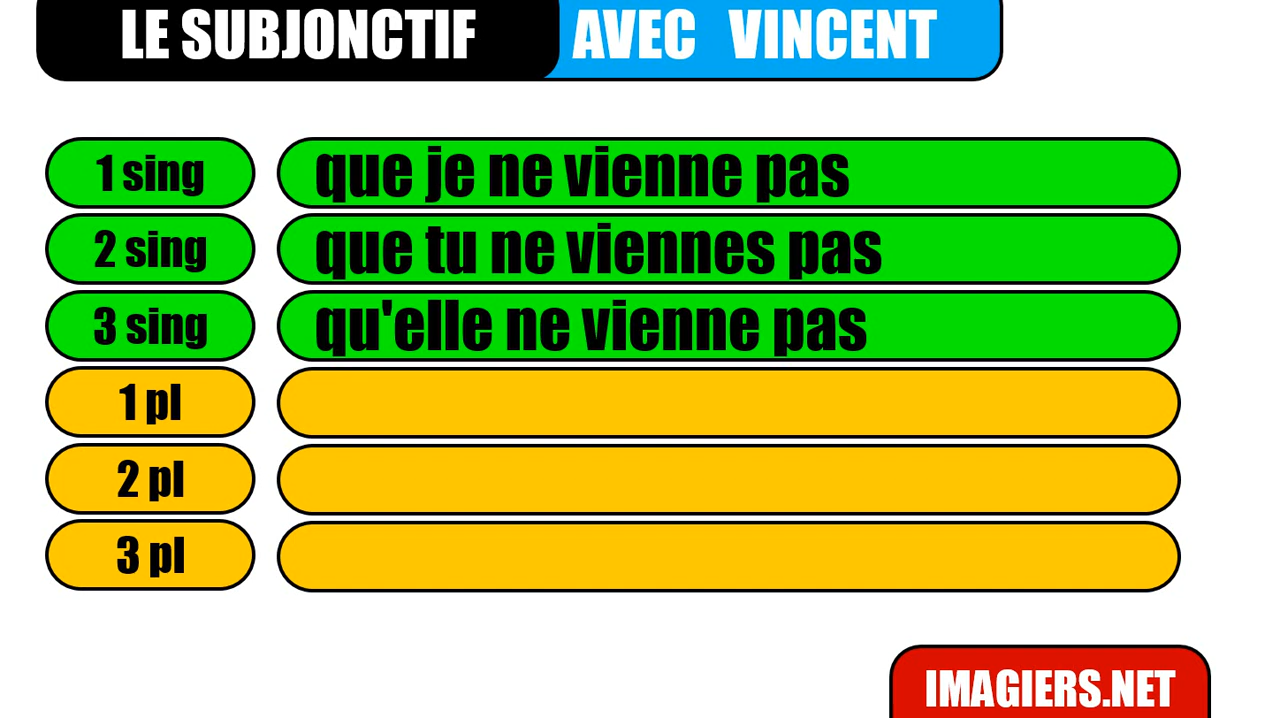 LE SUBJONCTIF AVEC VINCENT
1 sing que je ne vienne pas
2 sing que tu ne viennes pas
3 sing qu'elle ne vienne pas
1 pl
2 pl
3 pl
IMAGIERS.NET